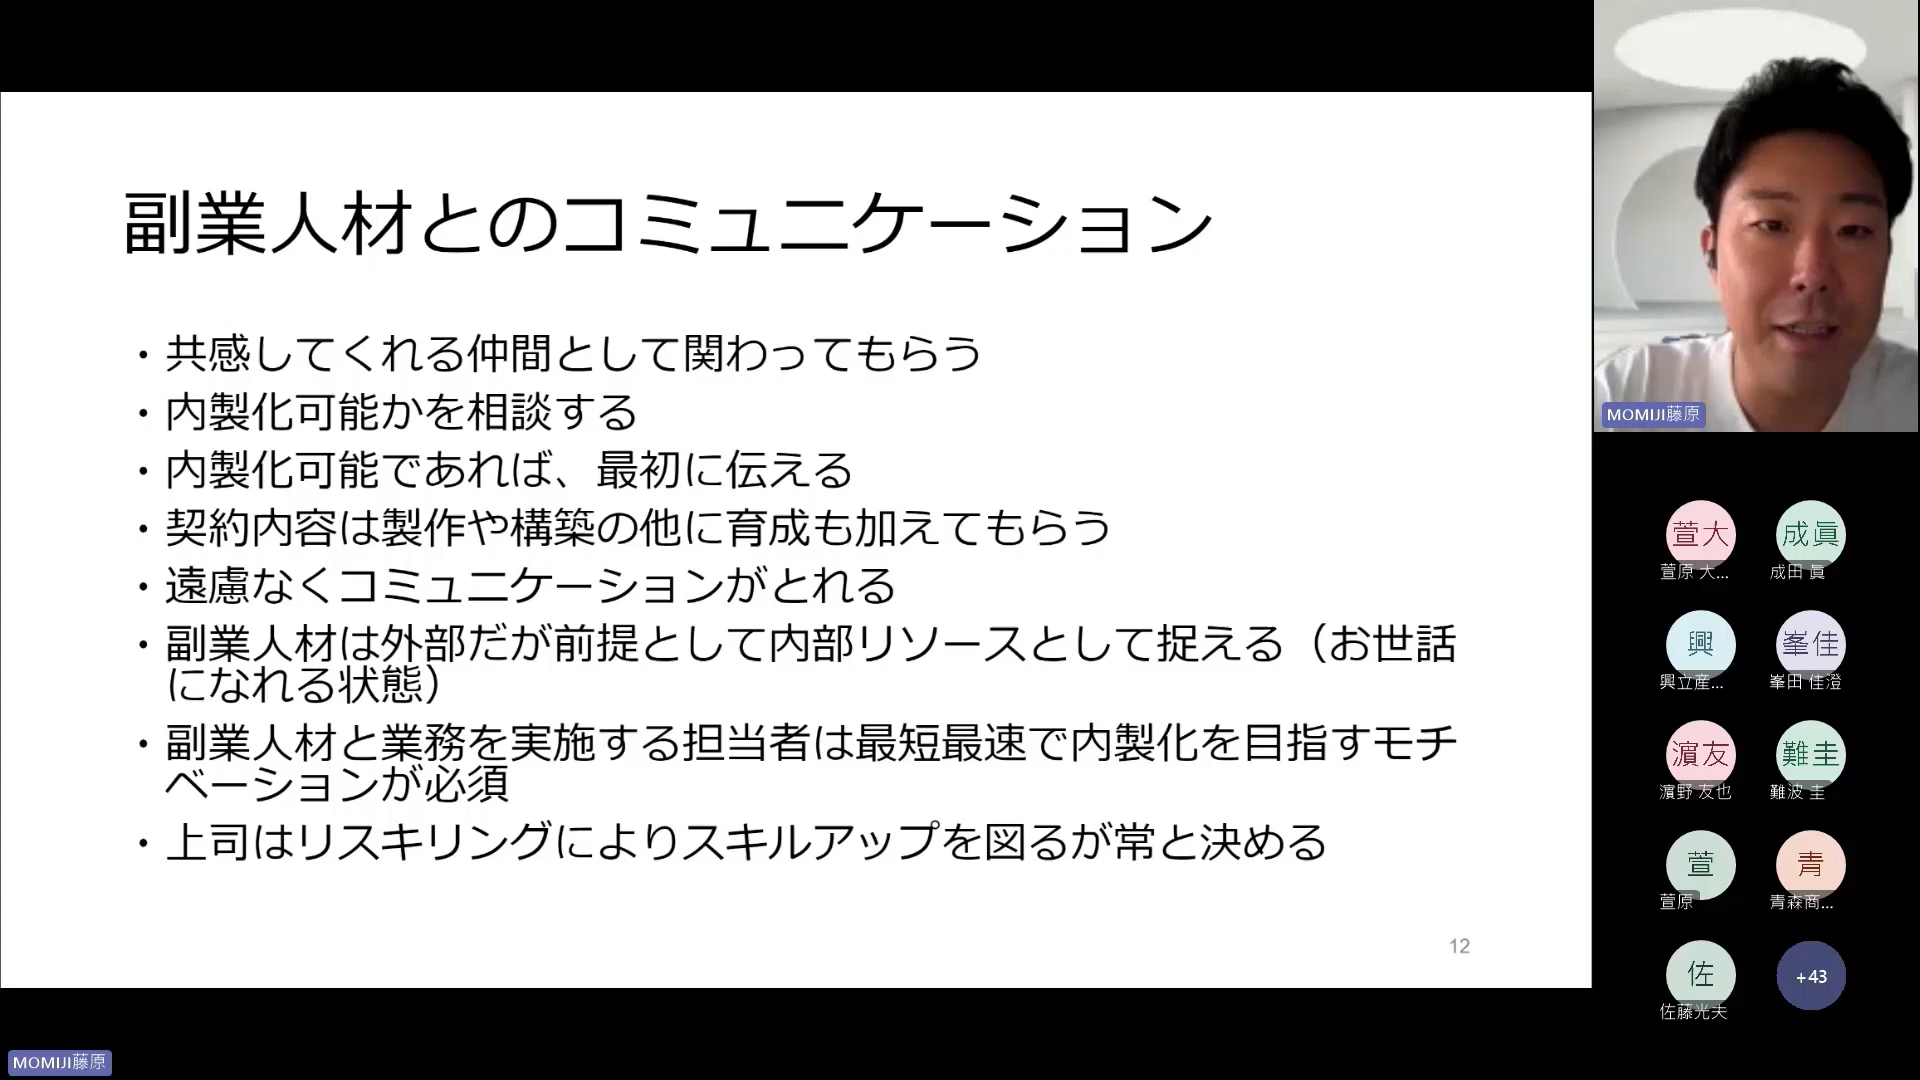 副業人材とのコミュニケーション
・共感してくれる仲間として関わってもらう
・内製化可能かを相談する
・内製化可能であれば、最初に伝える
・契約内容は製作や構築の他に育成も加えてもらう
・遠慮なくコミュニケーションがとれる
・副業人材は外部だが前提として内部リソースとして捉える（お世話
になれる状態）
・副業人材と業務を実施する担当者は最短最速で内製化を目指すモチ
ベーションが必須
・上司はリスキリングによりスキルアップを図るが常と決める
12
MOMIJI藤原
萱大
成眞
萱原 大...
成田 眞
興
峯佳
興立産...
峯田 佳澄
濵友
難圭
濵野 友也
難波 圭
萱
青
萱原
青森商...
佐
+43
佐藤光夫
MOMIJI藤原